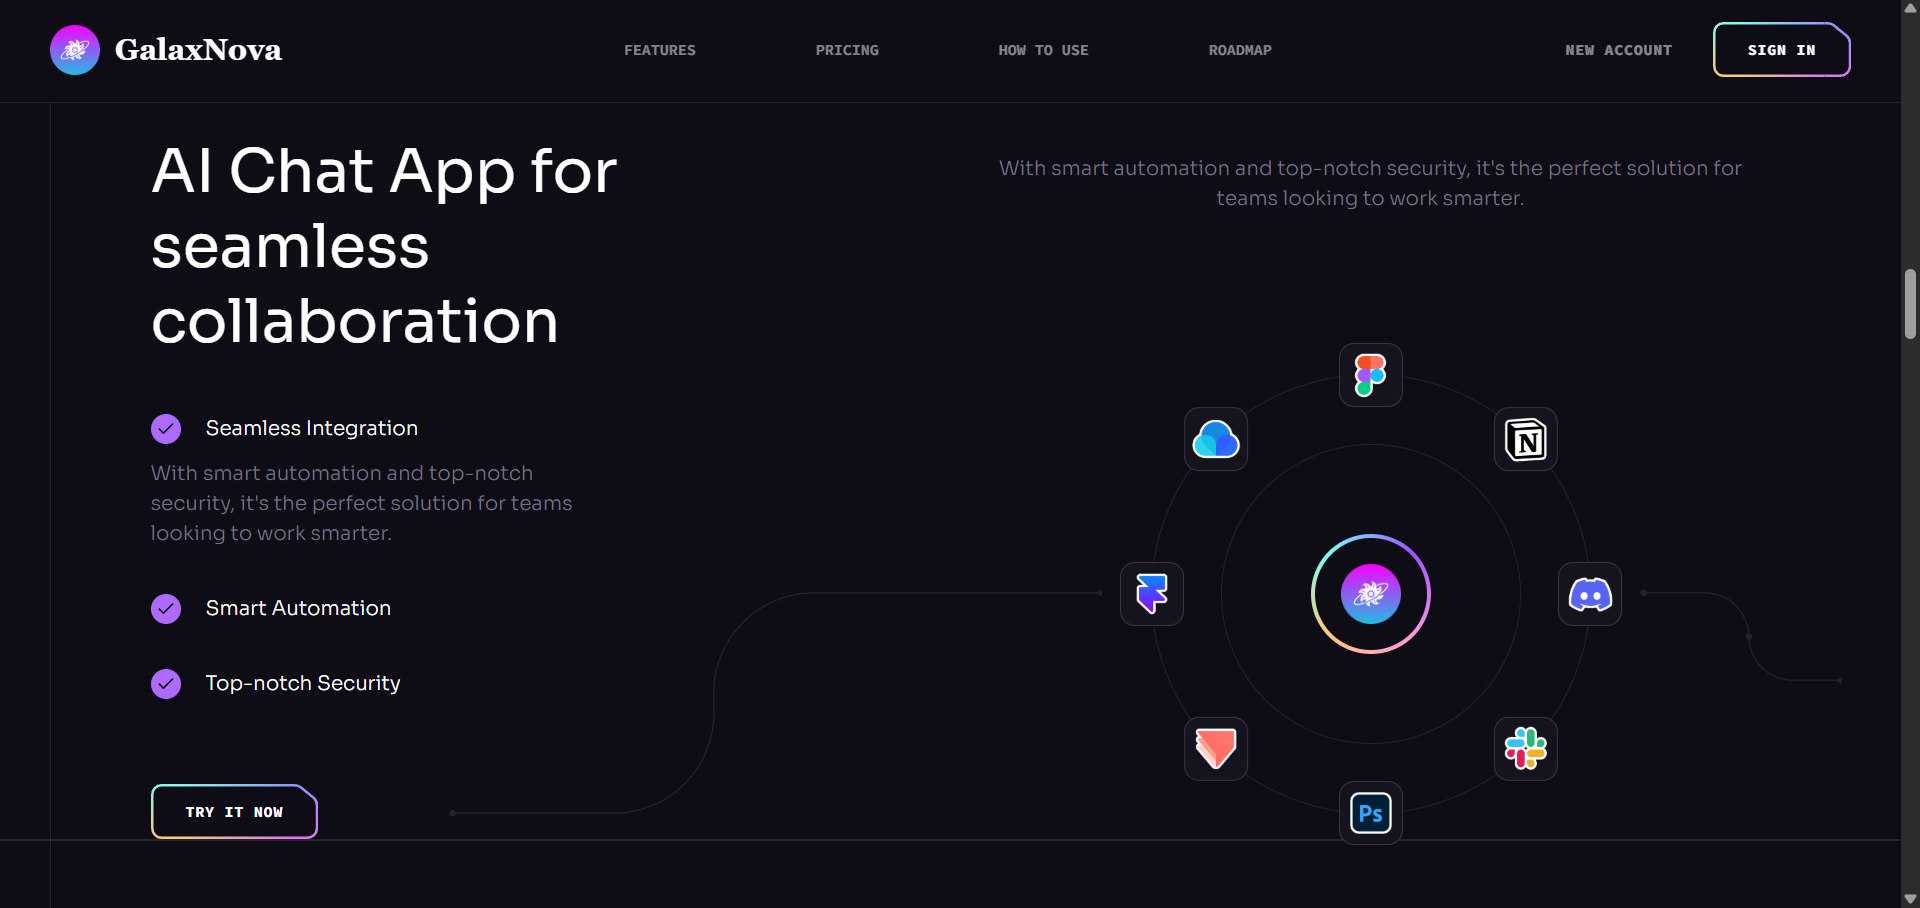 GalaxNova
FEATURES
PRICING
HOW TO USE
ROADMAP
NEW ACCOUNT
SIGN IN
AI Chat App for
seamless
collaboration
Seamless Integration
With smart automation and top-notch
security, it's the perfect solution for teams
looking to work smarter.
Smart Automation
Top-notch Security
TRY IT NOW
With smart automation and top-notch security, it's the perfect solution for
teams looking to work smarter.
N
Ps